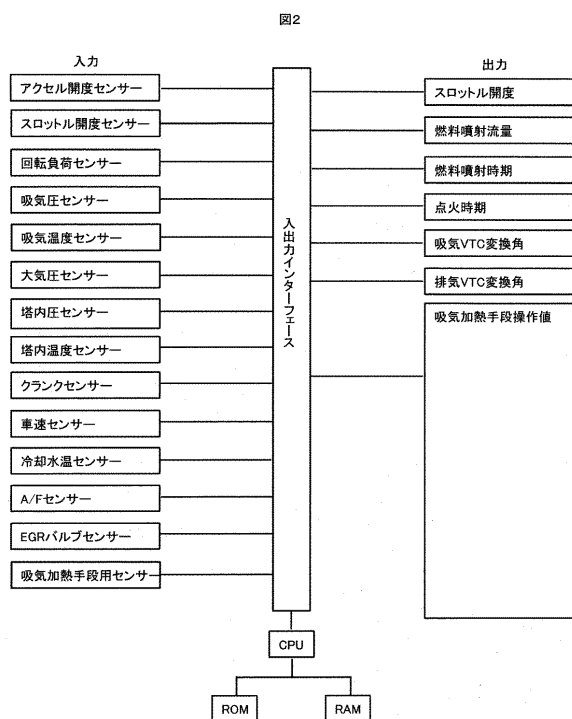 図2
入力
アクセル開度センサー
スロットル開度センサー
回転負荷センサー
吸気圧センサー
吸気温度センサー
大気圧センサー
塔内圧センサー
塔内温度センサー
クランクセンサー
車速センサー
冷却水温センサー
A/Fセンサー
EGRバルブセンサー
吸気加熱手段用センサー
入出力インターフェース
出力
スロットル開度
燃料噴射流量
燃料噴射時期
点火時期
吸気VTC変換角
排気VTC変換角
吸気加熱手段操作値
CPU
ROM
RAM